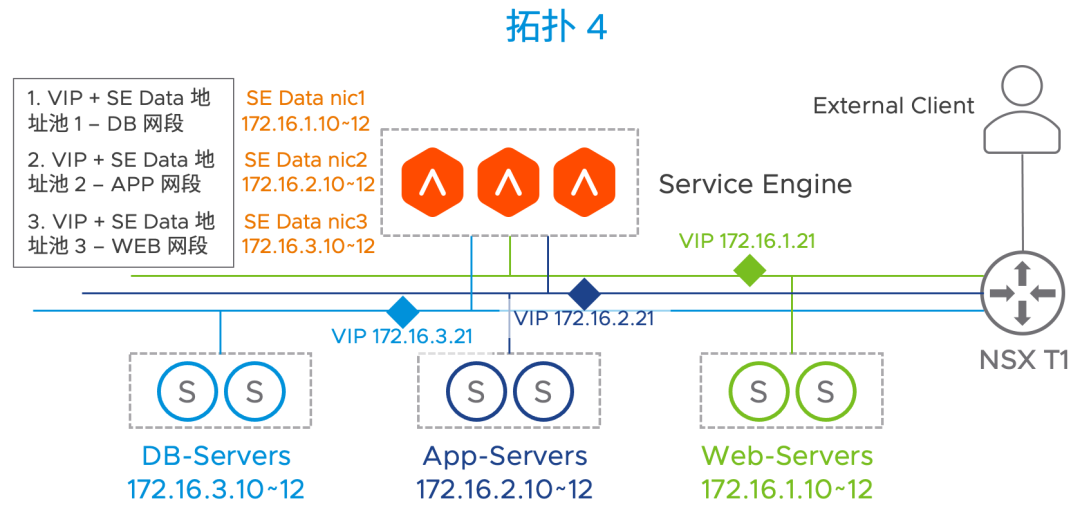 拓扑 4
1. VIP + SE Data 地
址池 1 – DB 网段
2. VIP + SE Data 地
址池 2 – APP 网段
3. VIP + SE Data 地
址池 3 – WEB 网段
SE Data nic1
172.16.1.10~12
SE Data nic2
172.16.2.10~12
SE Data nic3
172.16.3.10~12
Service Engine
External Client
VIP 172.16.1.21
VIP 172.16.2.21
VIP 172.16.3.21
NSX T1
S
S
S
S
S
S
DB-Servers
172.16.3.10~12
App-Servers
172.16.2.10~12
Web-Servers
172.16.1.10~12